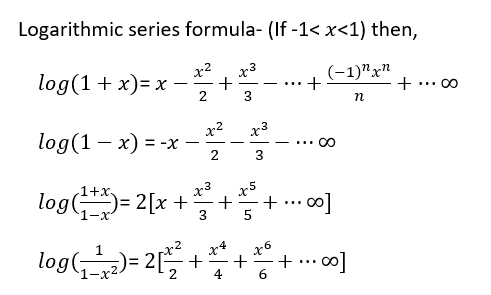 Logarithmic series formula- (If -1< x<1) then,
log(1 + x)= x − x²/2 + x³/3 − ⋯ + (−1)ⁿxⁿ/n + ⋯ ∞
log(1 − x) = -x − x²/2 − x³/3 − ⋯ ∞
log((1+x)/(1−x))= 2[x + x³/3 + x⁵/5 + ⋯ ∞]
log(1/(1−x²))= 2[x²/2 + x⁴/4 + x⁶/6 + ⋯ ∞]